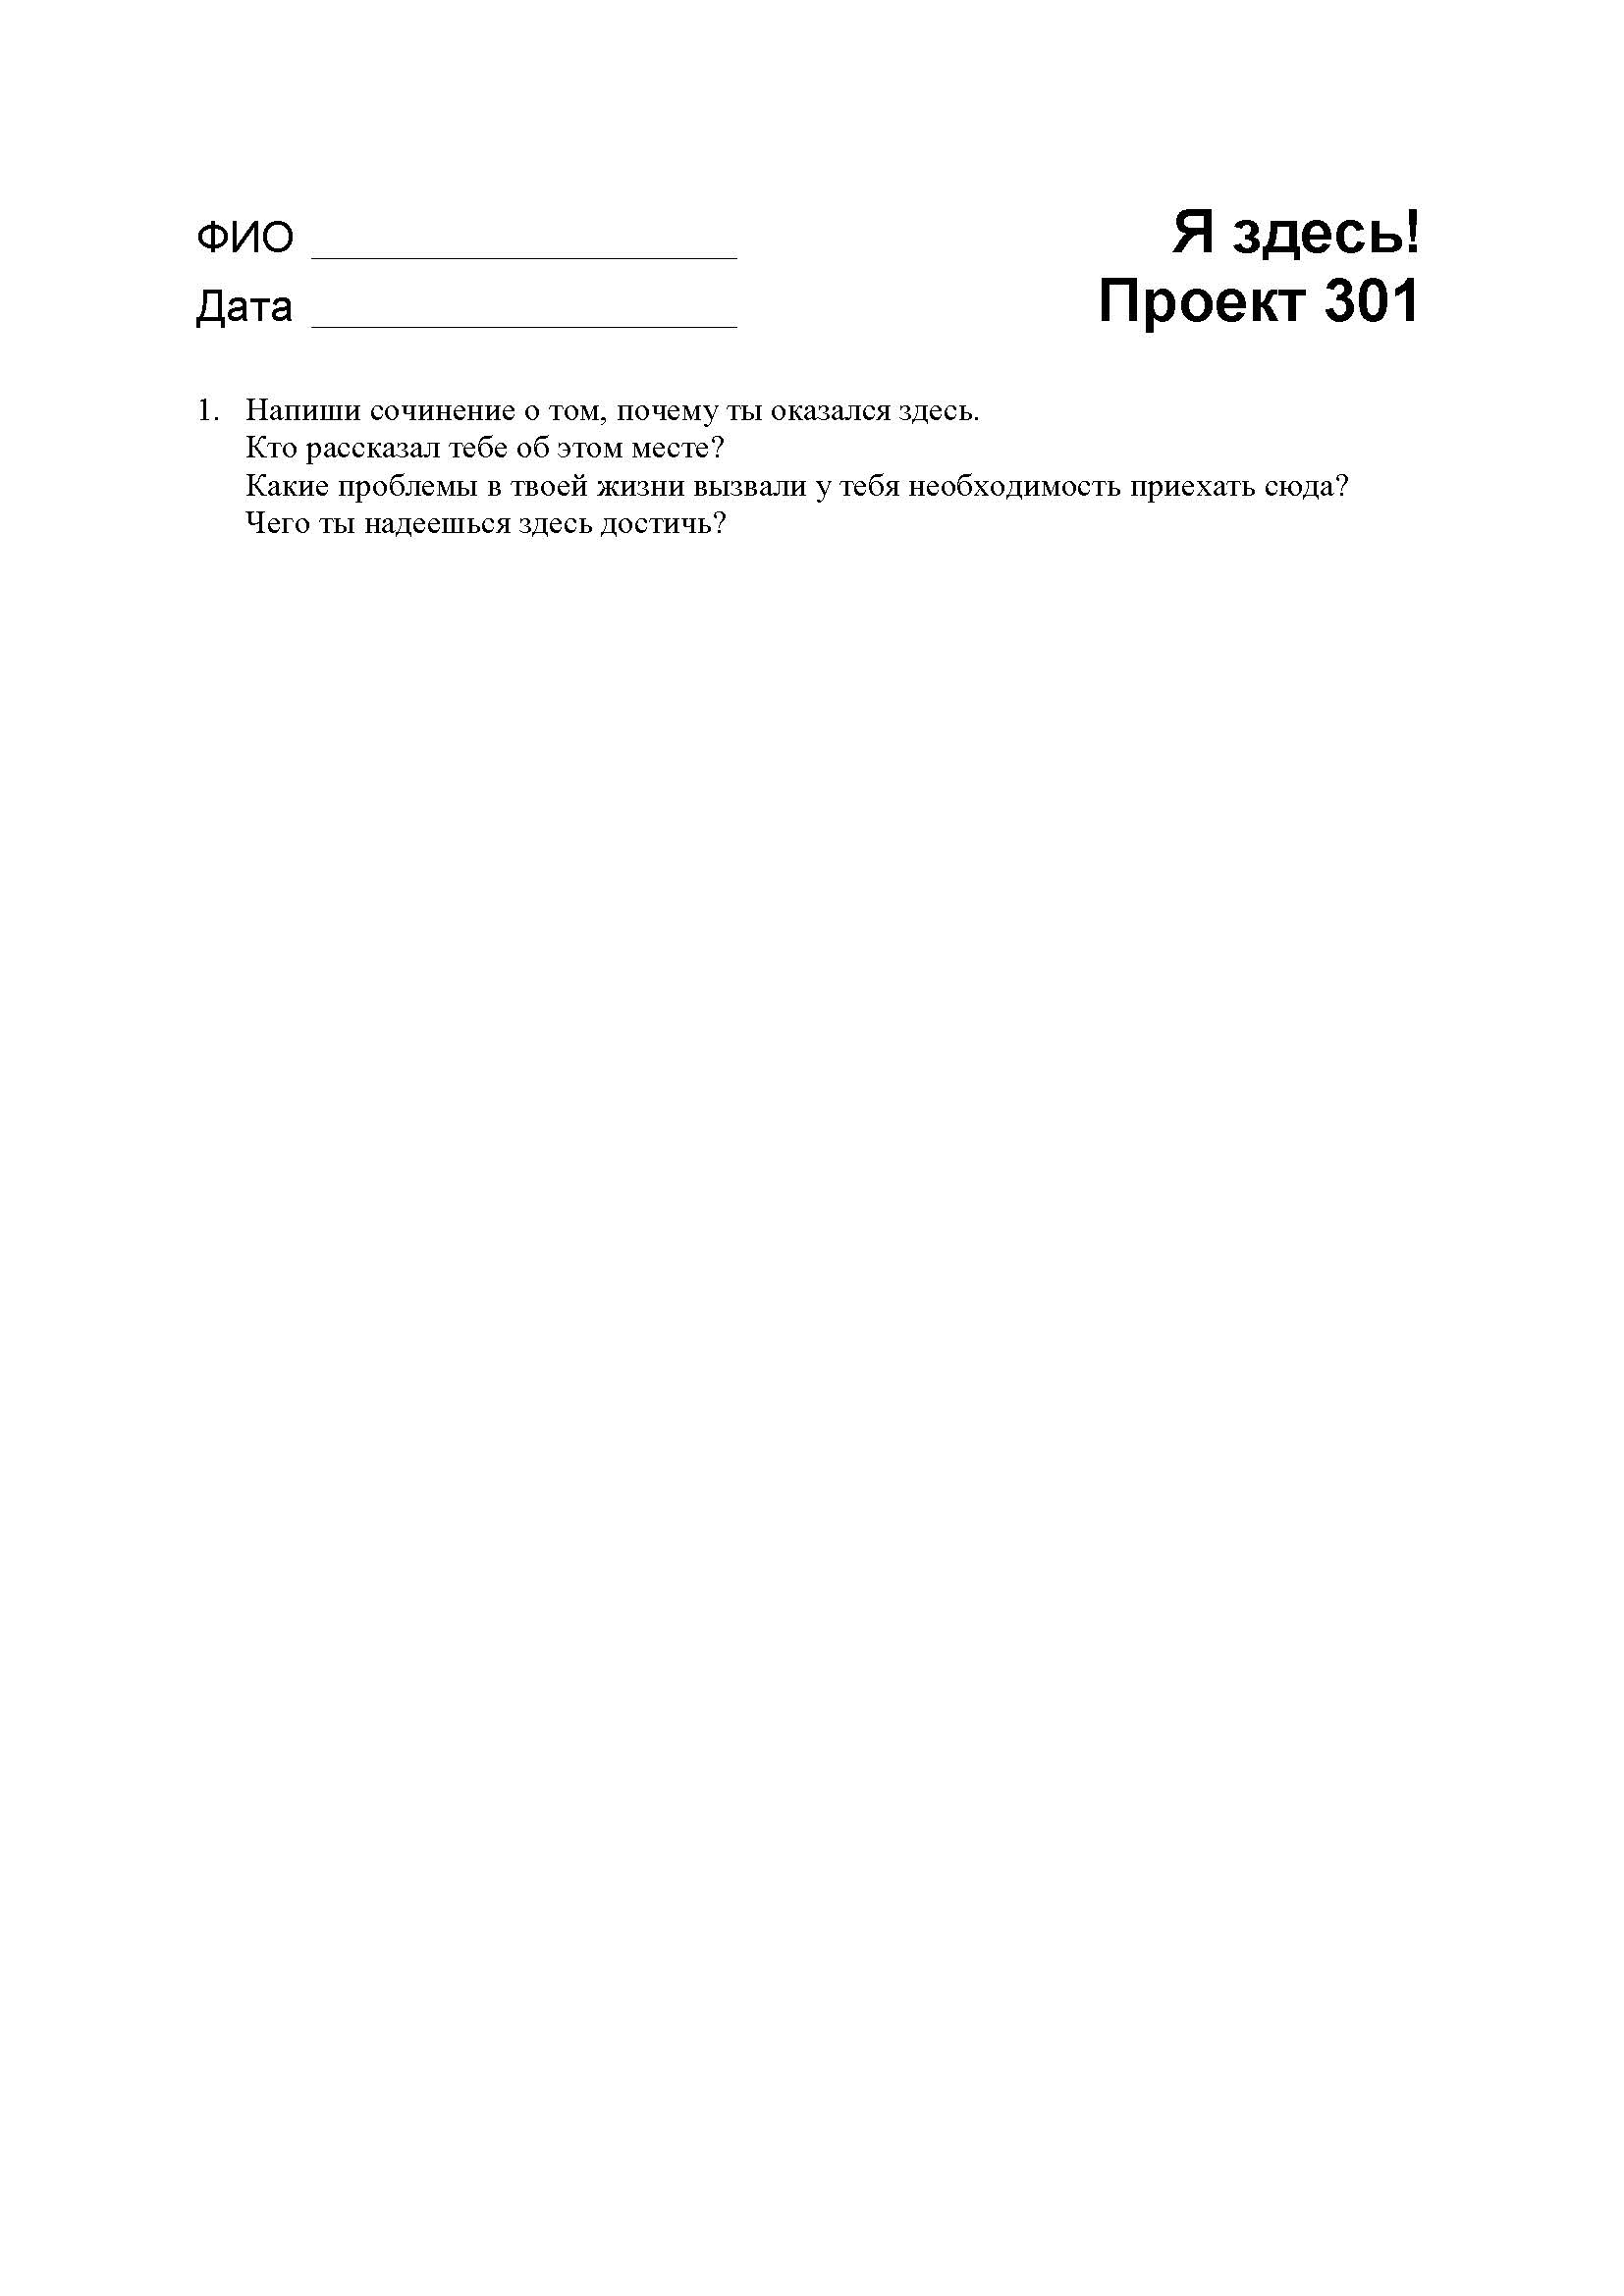 ФИО
Я здесь!
Дата
Проект 301
1. Напиши сочинение о том, почему ты оказался здесь.
Кто рассказал тебе об этом месте?
Какие проблемы в твоей жизни вызвали у тебя необходимость приехать сюда?
Чего ты надеешься здесь достичь?